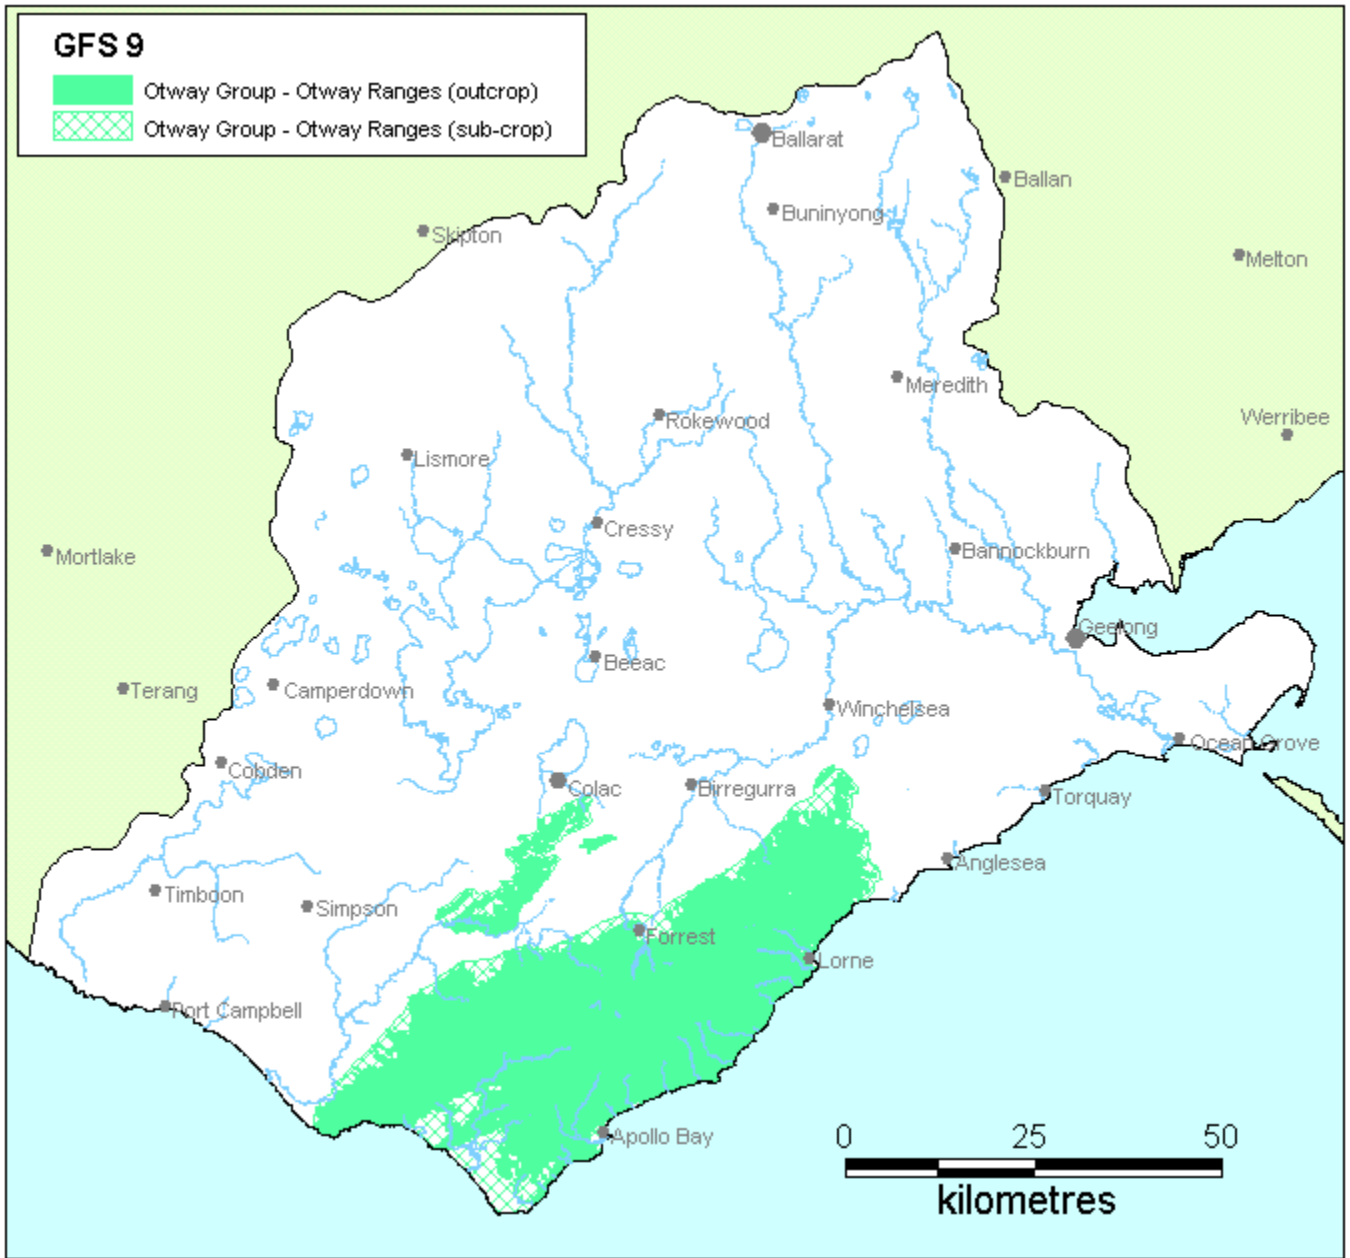 GFS 9
Otway Group - Otway Ranges (outcrop)
Otway Group - Otway Ranges (sub-crop)
Ballarat
Ballan
Buninyong
Skipton
Melton
Meredith
Werribee
Rokewood
Lismore
Cressy
Bannockburn
Mortlake
Geelong
Beeac
Terang
Camperdown
Winchelsea
Ocean Grove
Cobden
Colac
Birregurra
Torquay
Anglesea
Timboon
Simpson
Forrest
Lorne
Port Campbell
Apollo Bay
0 25 50
kilometres